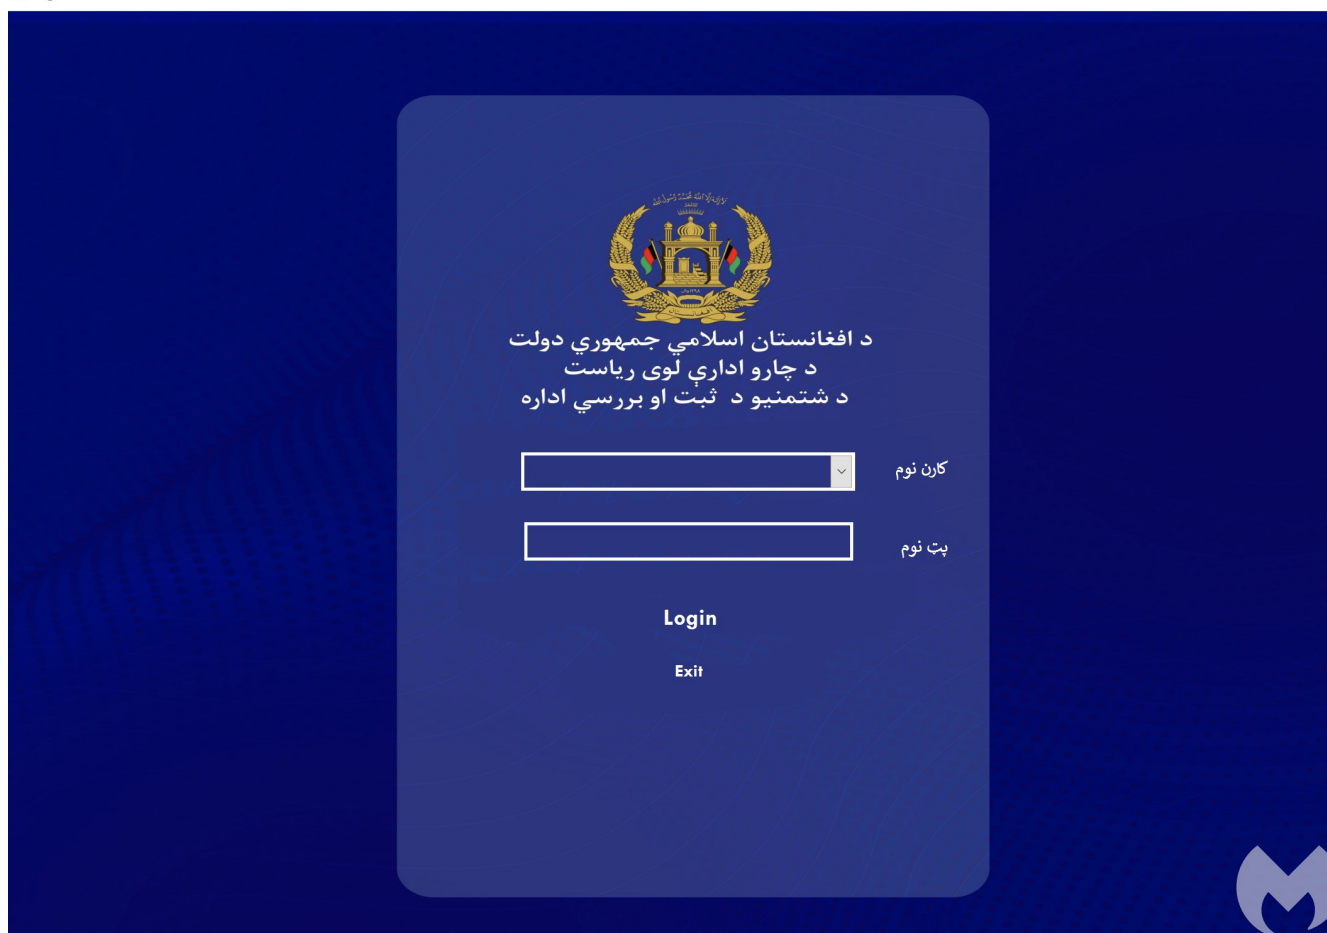 د افغانستان اسلامي جمهوري دولت
د چارو ادارې لوی ریاست
د شتمنیو د ثبت او بررسي اداره
کارن نوم
پټ نوم
Login
Exit